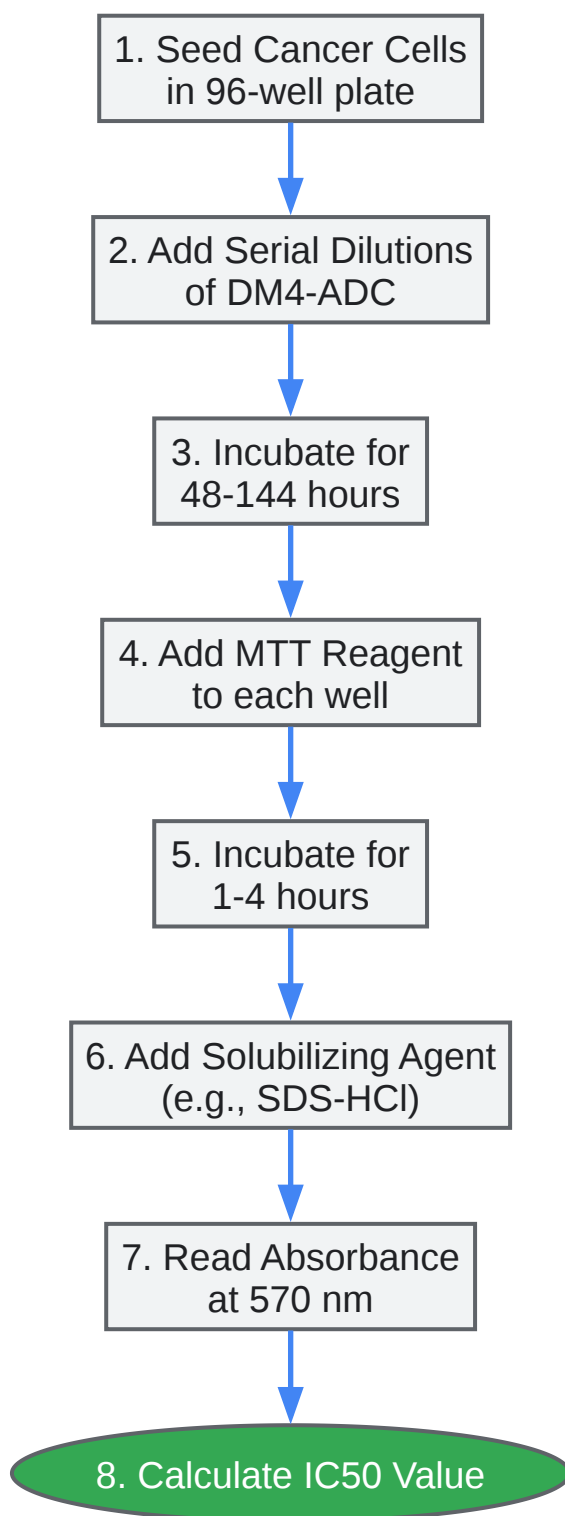 1. Seed Cancer Cells
in 96-well plate
2. Add Serial Dilutions
of DM4-ADC
3. Incubate for
48-144 hours
4. Add MTT Reagent
to each well
5. Incubate for
1-4 hours
6. Add Solubilizing Agent
(e.g., SDS-HCl)
7. Read Absorbance
at 570 nm
8. Calculate IC50 Value